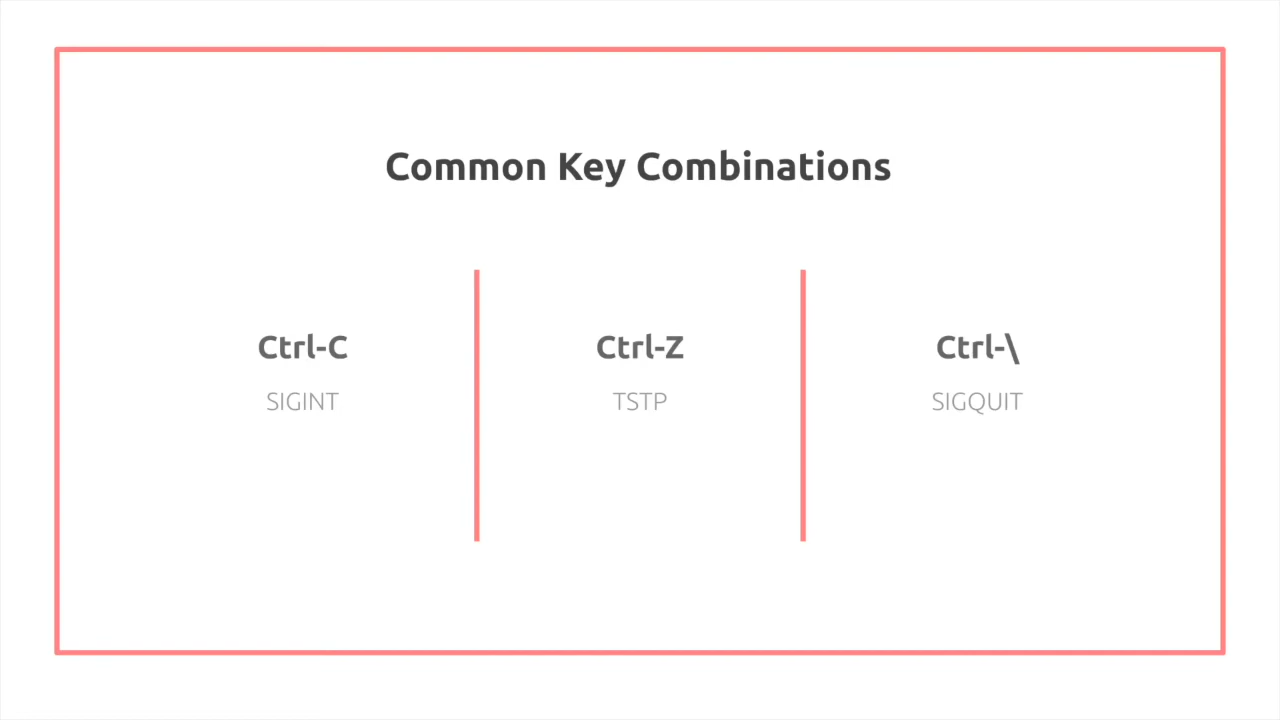 Common Key Combinations
Ctrl-C
SIGINT
Ctrl-Z
TSTP
Ctrl-\
SIGQUIT